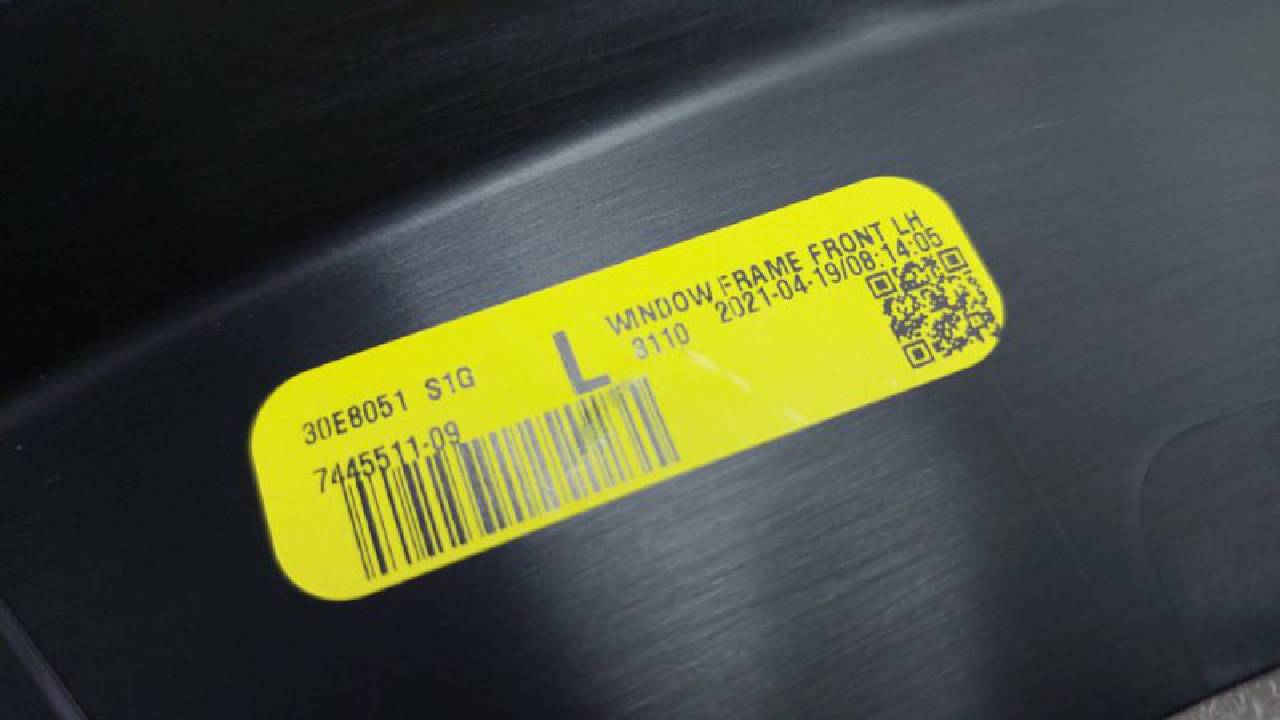 WINDOW FRAME FRONT LH
30E8051 S1G
L
3110 2021-04-19/08:14:05
7445511-09